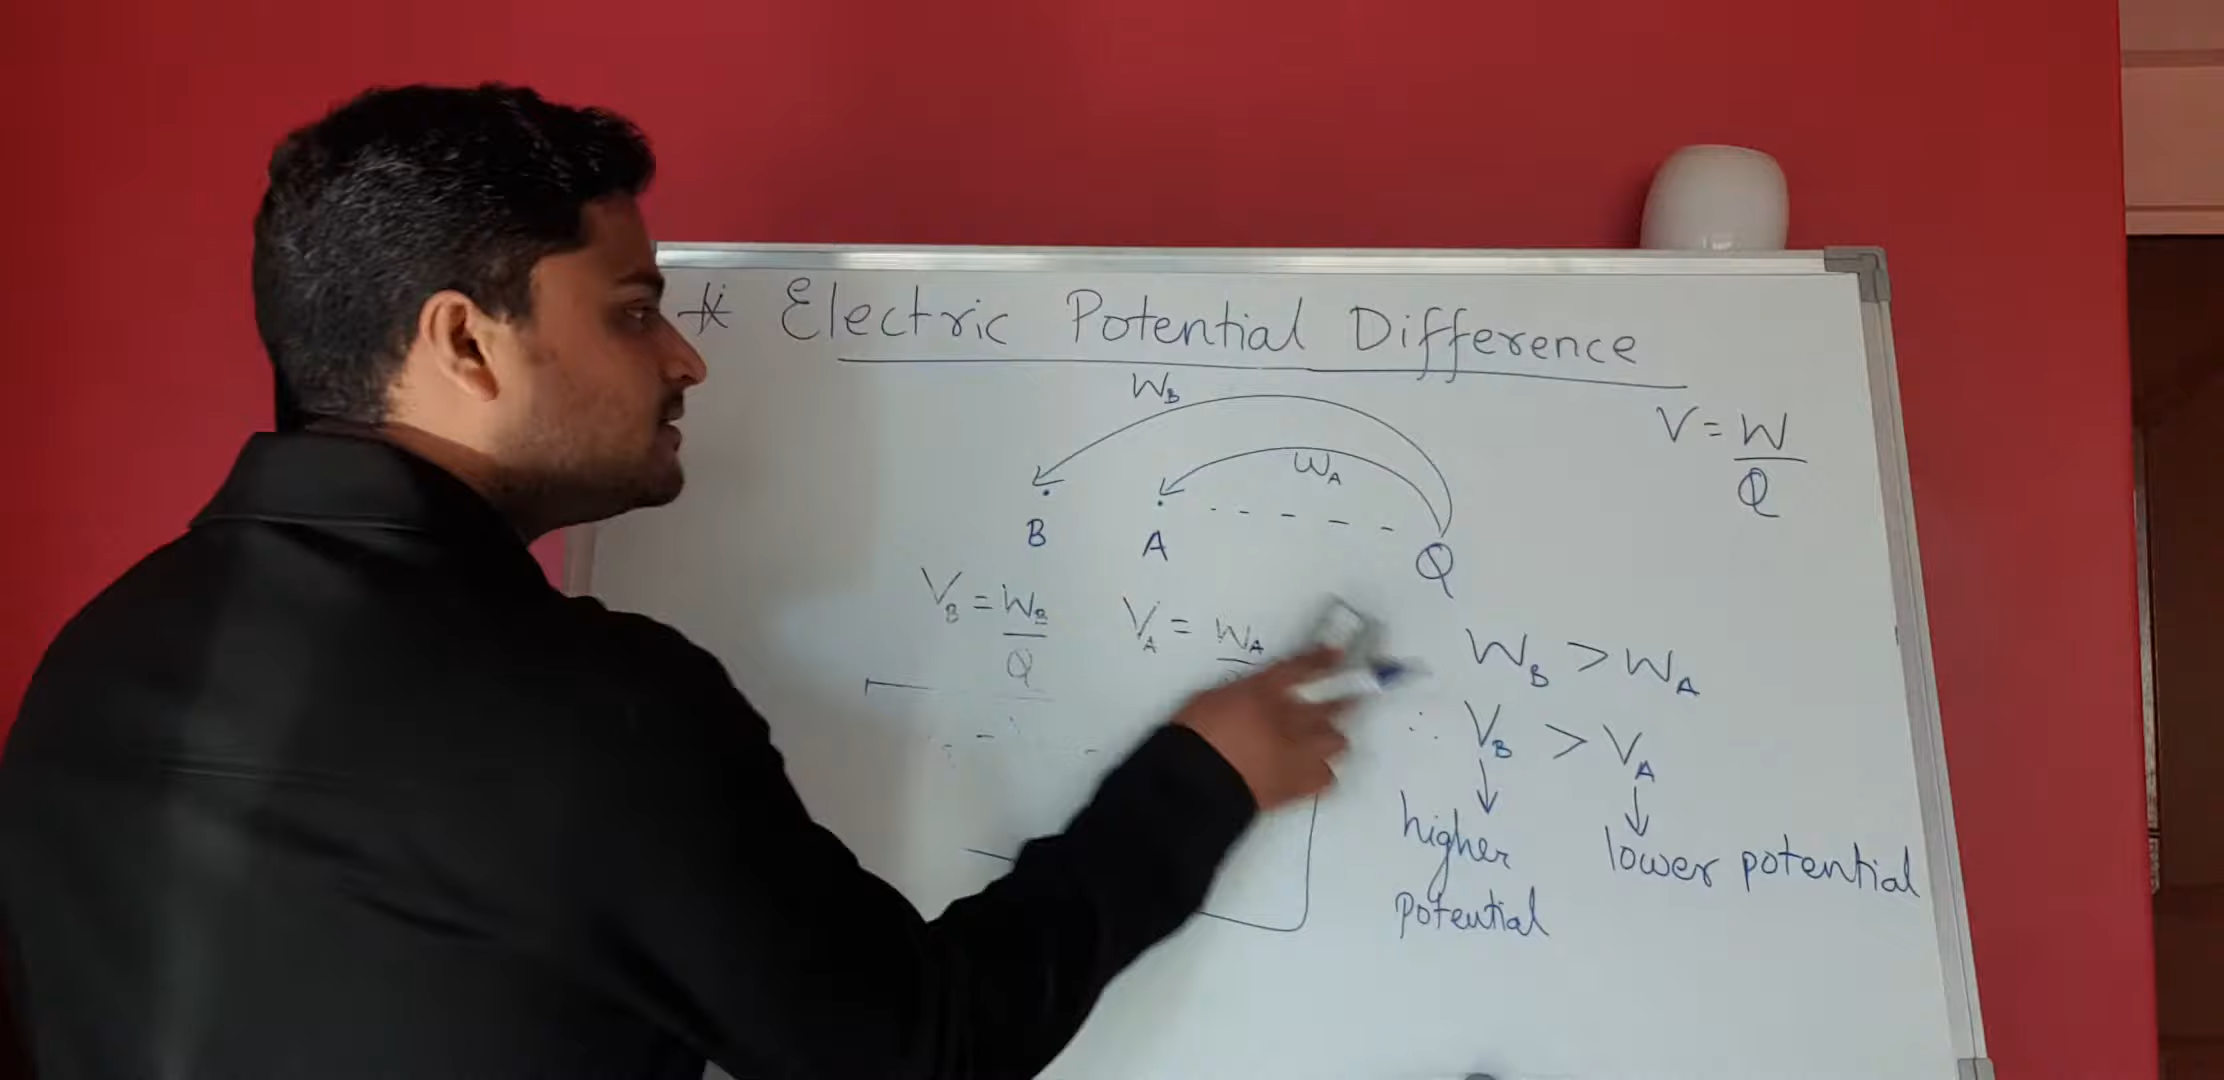 * Electric Potential Difference
W_B
W_A
V = W/Q
B
A
Q
V_B = W_B/Q
V_A = W_A
W_B > W_A
∴ V_B > V_A
↓ ↓
higher potential
lower potential